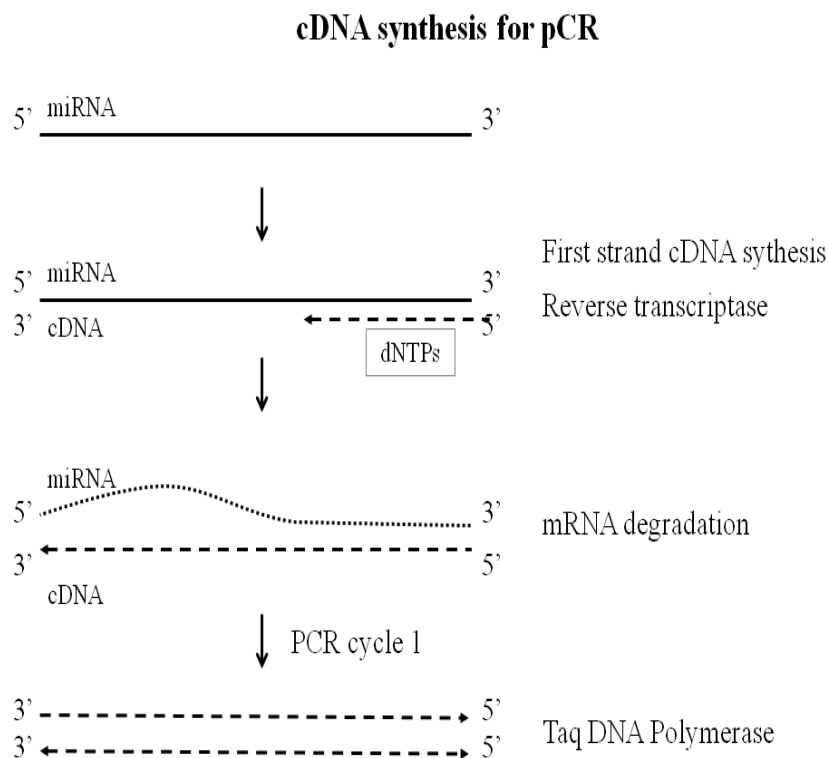 cDNA synthesis for pCR
5’ miRNA 3’
First strand cDNA sythesis
5’ miRNA 3’
Reverse transcriptase
3’ cDNA 5’
dNTPs
miRNA
5’ 3’
mRNA degradation
3’ 5’
cDNA
PCR cycle 1
3’ 5’
Taq DNA Polymerase
3’ 5’